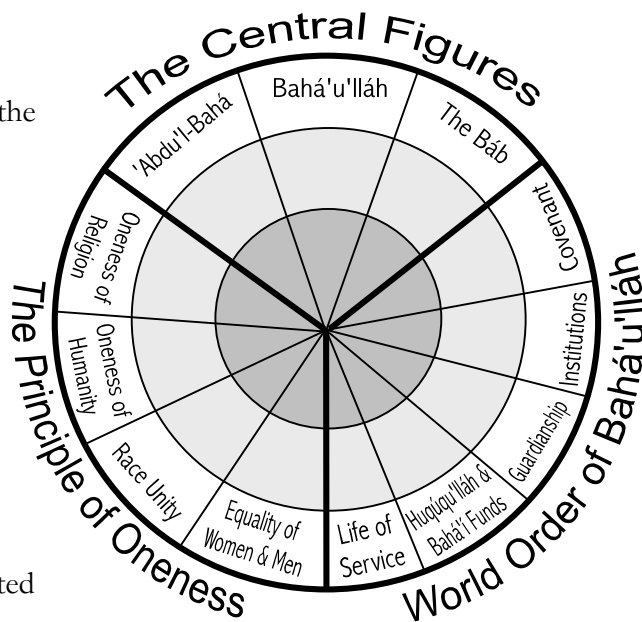 The Central Figures
the
'Abdu'l-Bahá
Bahá'u'lláh
The Báb
World Order of Bahá'u'lláh
Covenant
Institutions
Guardianship
Huqúqu'lláh &
Bahá'í Funds
Life of
Service
The Principle of Oneness
Oneness of
Religion
Oneness of
Humanity
Race Unity
Equality of
Women & Men
ted